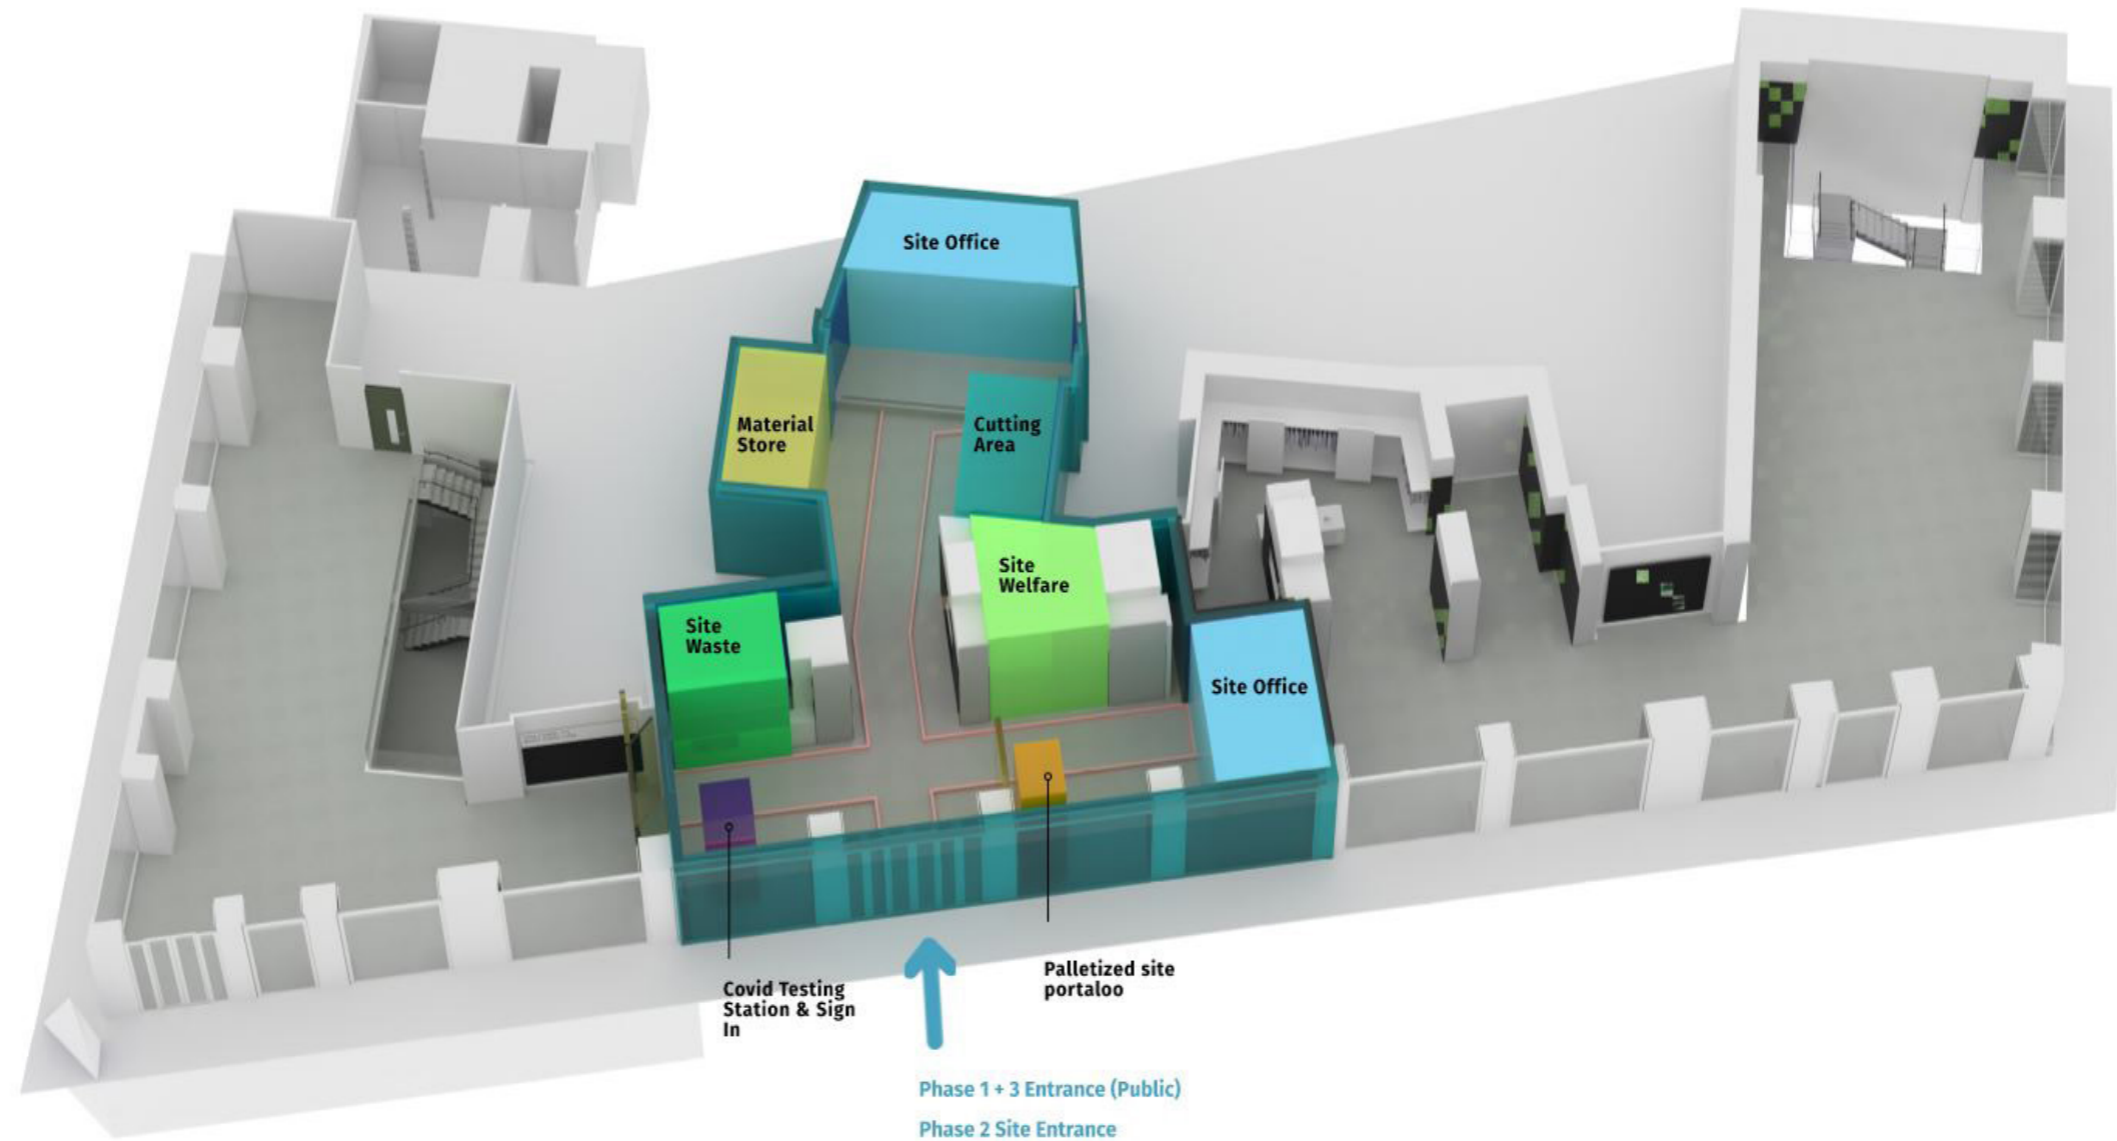 Site Office
Material
Store
Cutting
Area
Site
Welfare
Site
Waste
Site Office
Covid Testing
Station & Sign
In
Palletized site
portaloo
Phase 1 + 3 Entrance (Public)
Phase 2 Site Entrance